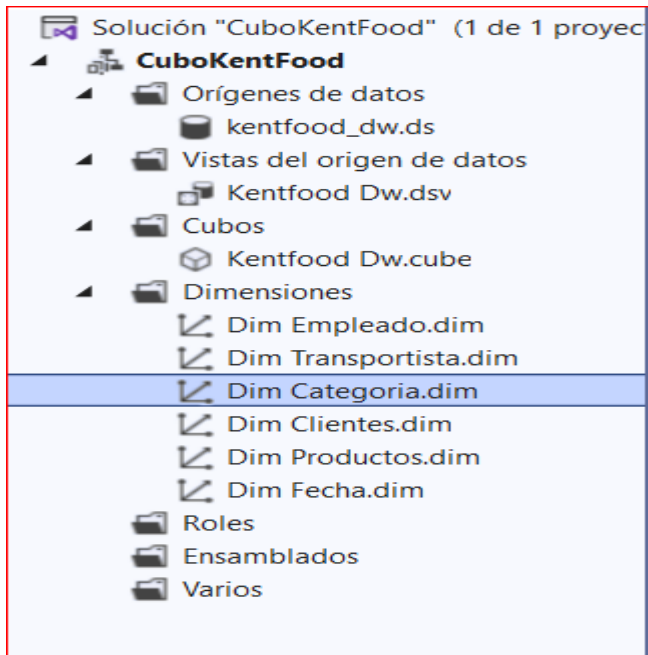 Solución "CuboKentFood" (1 de 1 proyec
CuboKentFood
Orígenes de datos
kentfood_dw.ds
Vistas del origen de datos
Kentfood Dw.dsv
Cubos
Kentfood Dw.cube
Dimensiones
Dim Empleado.dim
Dim Transportista.dim
Dim Categoria.dim
Dim Clientes.dim
Dim Productos.dim
Dim Fecha.dim
Roles
Ensamblados
Varios